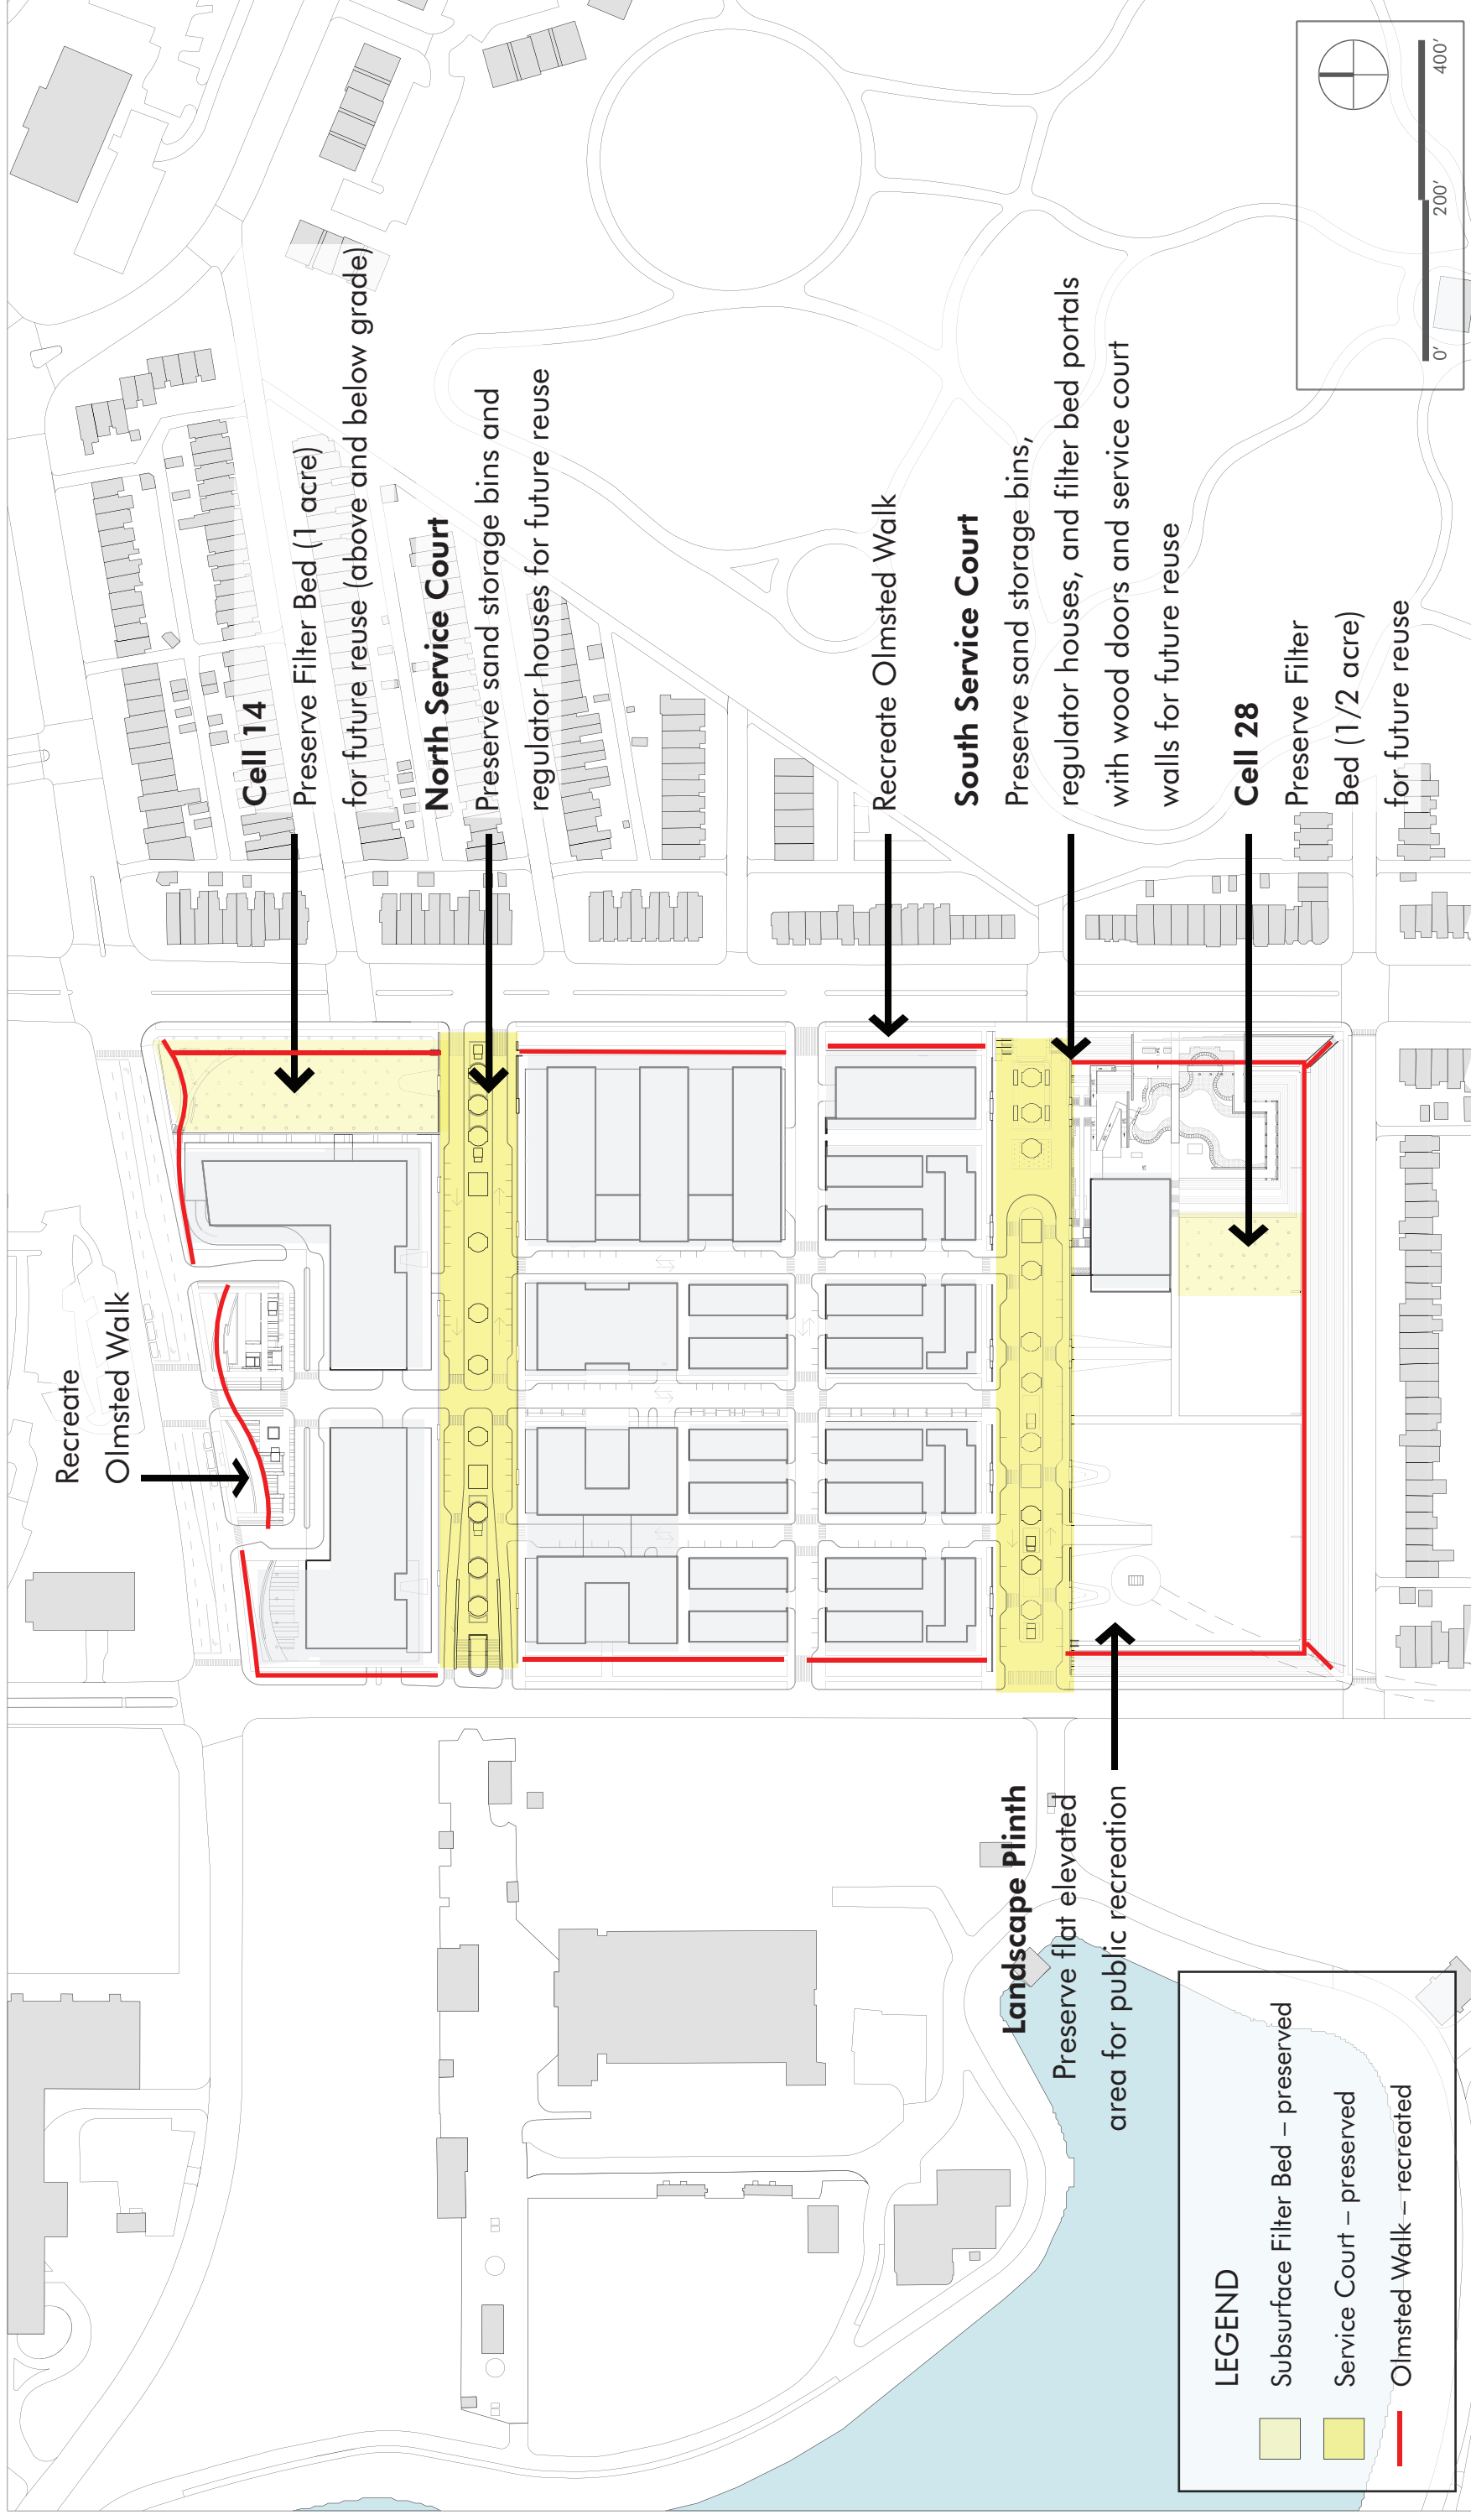 Recreate
Olmsted Walk
Cell 14
Preserve Filter Bed (1 acre)
for future reuse (above and below grade)
North Service Court
Preserve sand storage bins and
regulator houses for future reuse
Recreate Olmsted Walk
South Service Court
Preserve sand storage bins,
regulator houses, and filter bed portals
with wood doors and service court
walls for future reuse
Cell 28
Preserve Filter
Bed (1/2 acre)
for future reuse
Landscape Plinth
Preserve flat elevated
area for public recreation
LEGEND
Subsurface Filter Bed – preserved
Service Court – preserved
Olmsted Walk – recreated
0’ 200’ 400’